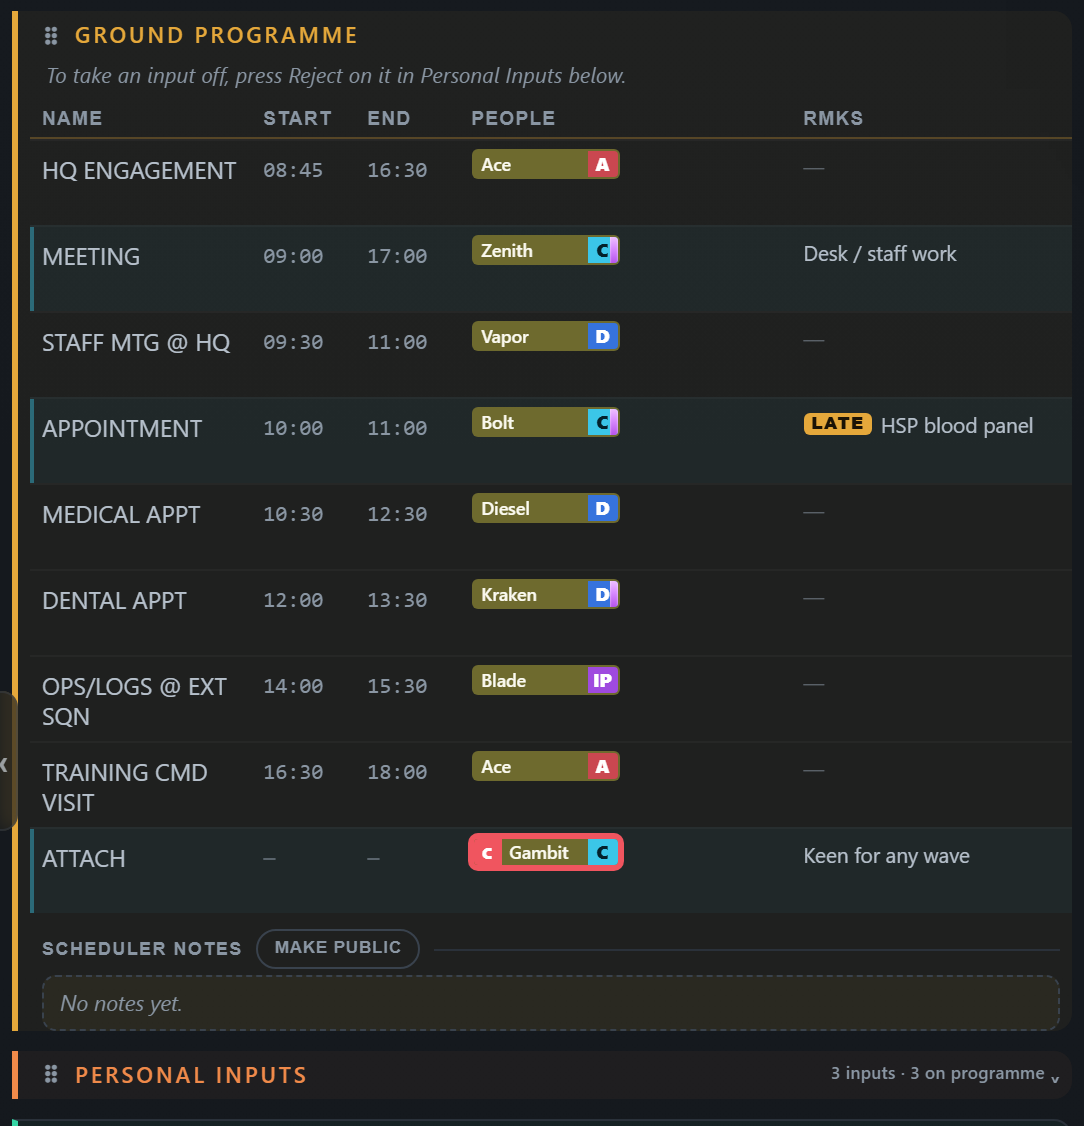 GROUND PROGRAMME
To take an input off, press Reject on it in Personal Inputs below.
NAME START END PEOPLE RMKS
HQ ENGAGEMENT 08:45 16:30 Ace A —
MEETING 09:00 17:00 Zenith C Desk / staff work
STAFF MTG @ HQ 09:30 11:00 Vapor D —
APPOINTMENT 10:00 11:00 Bolt C LATE HSP blood panel
MEDICAL APPT 10:30 12:30 Diesel D —
DENTAL APPT 12:00 13:30 Kraken D —
OPS/LOGS @ EXT 14:00 15:30 Blade IP —
SQN
TRAINING CMD 16:30 18:00 Ace A —
VISIT
ATTACH – – c Gambit C Keen for any wave
SCHEDULER NOTES MAKE PUBLIC
No notes yet.
PERSONAL INPUTS 3 inputs · 3 on programme